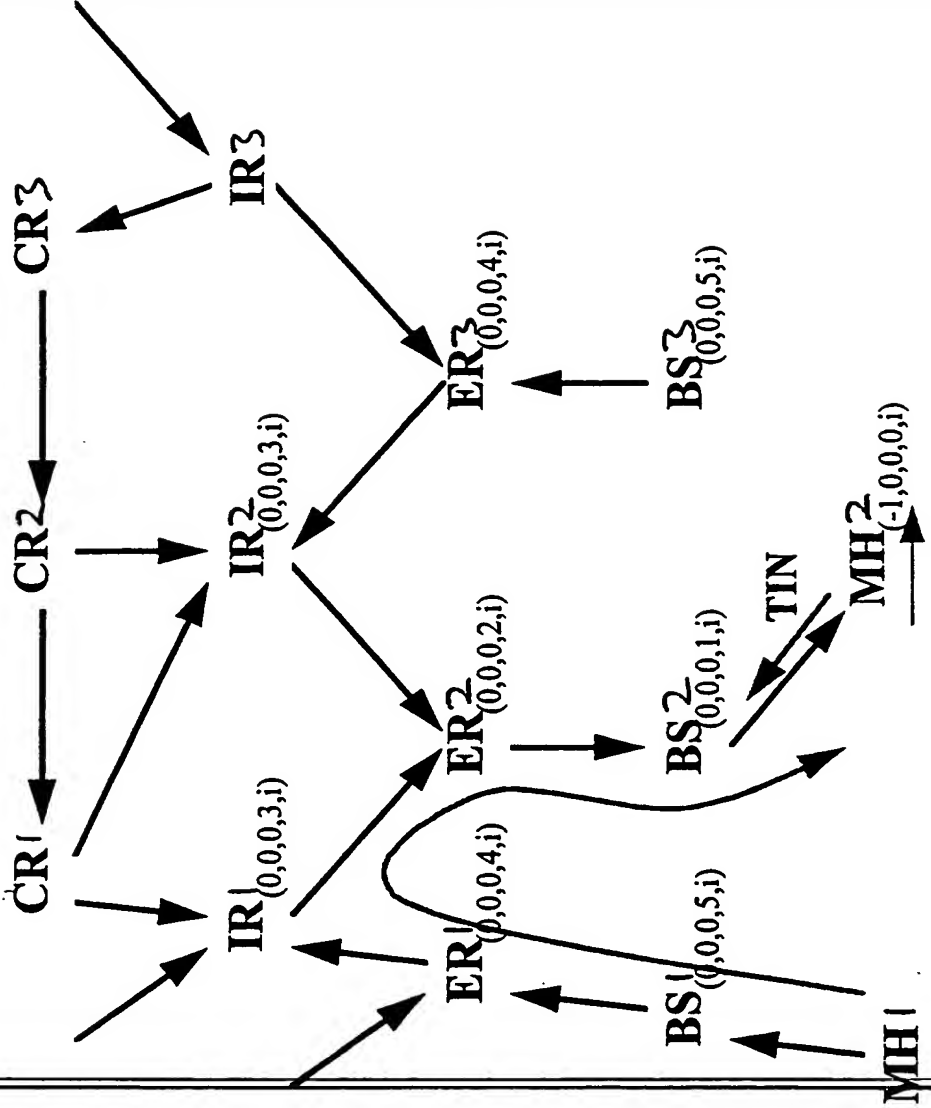 CR1 CR2 CR3
IR1(0,0,0,3,i) IR2(0,0,0,3,i) IR3
ER1(0,0,0,4,i) ER2(0,0,0,2,i) ER3(0,0,0,4,i)
BS1(0,0,0,5,i) BS2(0,0,0,1,i) BS3(0,0,0,5,i)
TIN
MH1 MH2(-1,0,0,0,i)